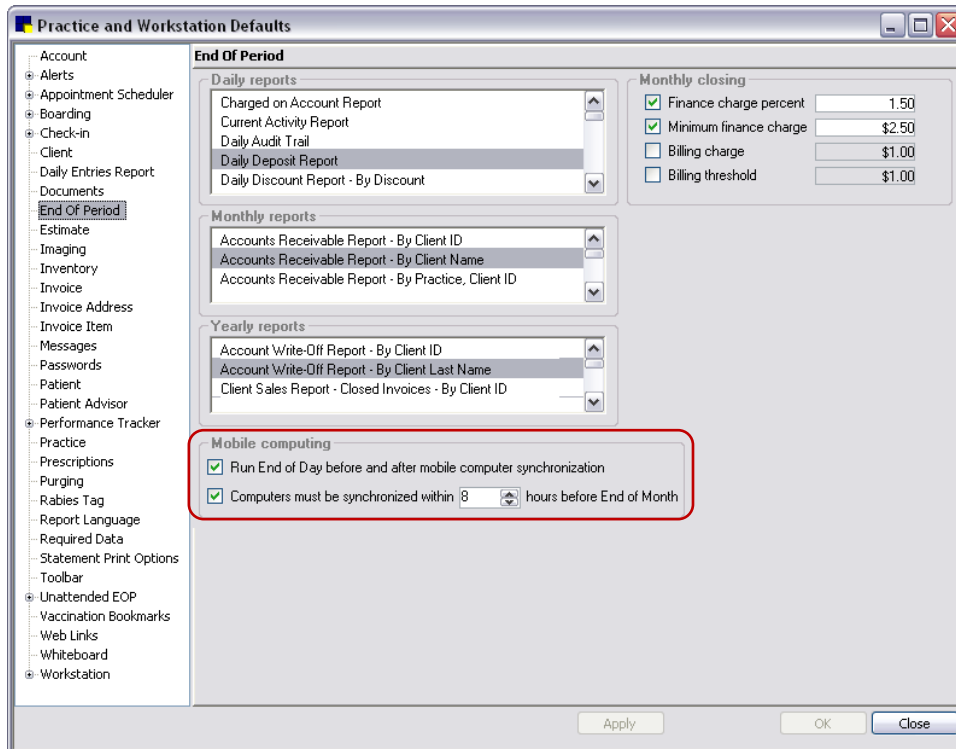 Practice and Workstation Defaults
Account
Alerts
Appointment Scheduler
Boarding
Check-in
Client
Daily Entries Report
Documents
End Of Period
Estimate
Imaging
Inventory
Invoice
Invoice Address
Invoice Item
Messages
Passwords
Patient
Patient Advisor
Performance Tracker
Practice
Prescriptions
Purging
Rabies Tag
Report Language
Required Data
Statement Print Options
Toolbar
Unattended EOP
Vaccination Bookmarks
Web Links
Whiteboard
Workstation
End Of Period
Daily reports
Charged on Account Report
Current Activity Report
Daily Audit Trail
Daily Deposit Report
Daily Discount Report - By Discount
Monthly closing
Finance charge percent 1.50
Minimum finance charge $2.50
Billing charge $1.00
Billing threshold $1.00
Monthly reports
Accounts Receivable Report - By Client ID
Accounts Receivable Report - By Client Name
Accounts Receivable Report - By Practice, Client ID
Yearly reports
Account Write-Off Report - By Client ID
Account Write-Off Report - By Client Last Name
Client Sales Report - Closed Invoices - By Client ID
Mobile computing
Run End of Day before and after mobile computer synchronization
Computers must be synchronized within 8 hours before End of Month
Apply OK Close